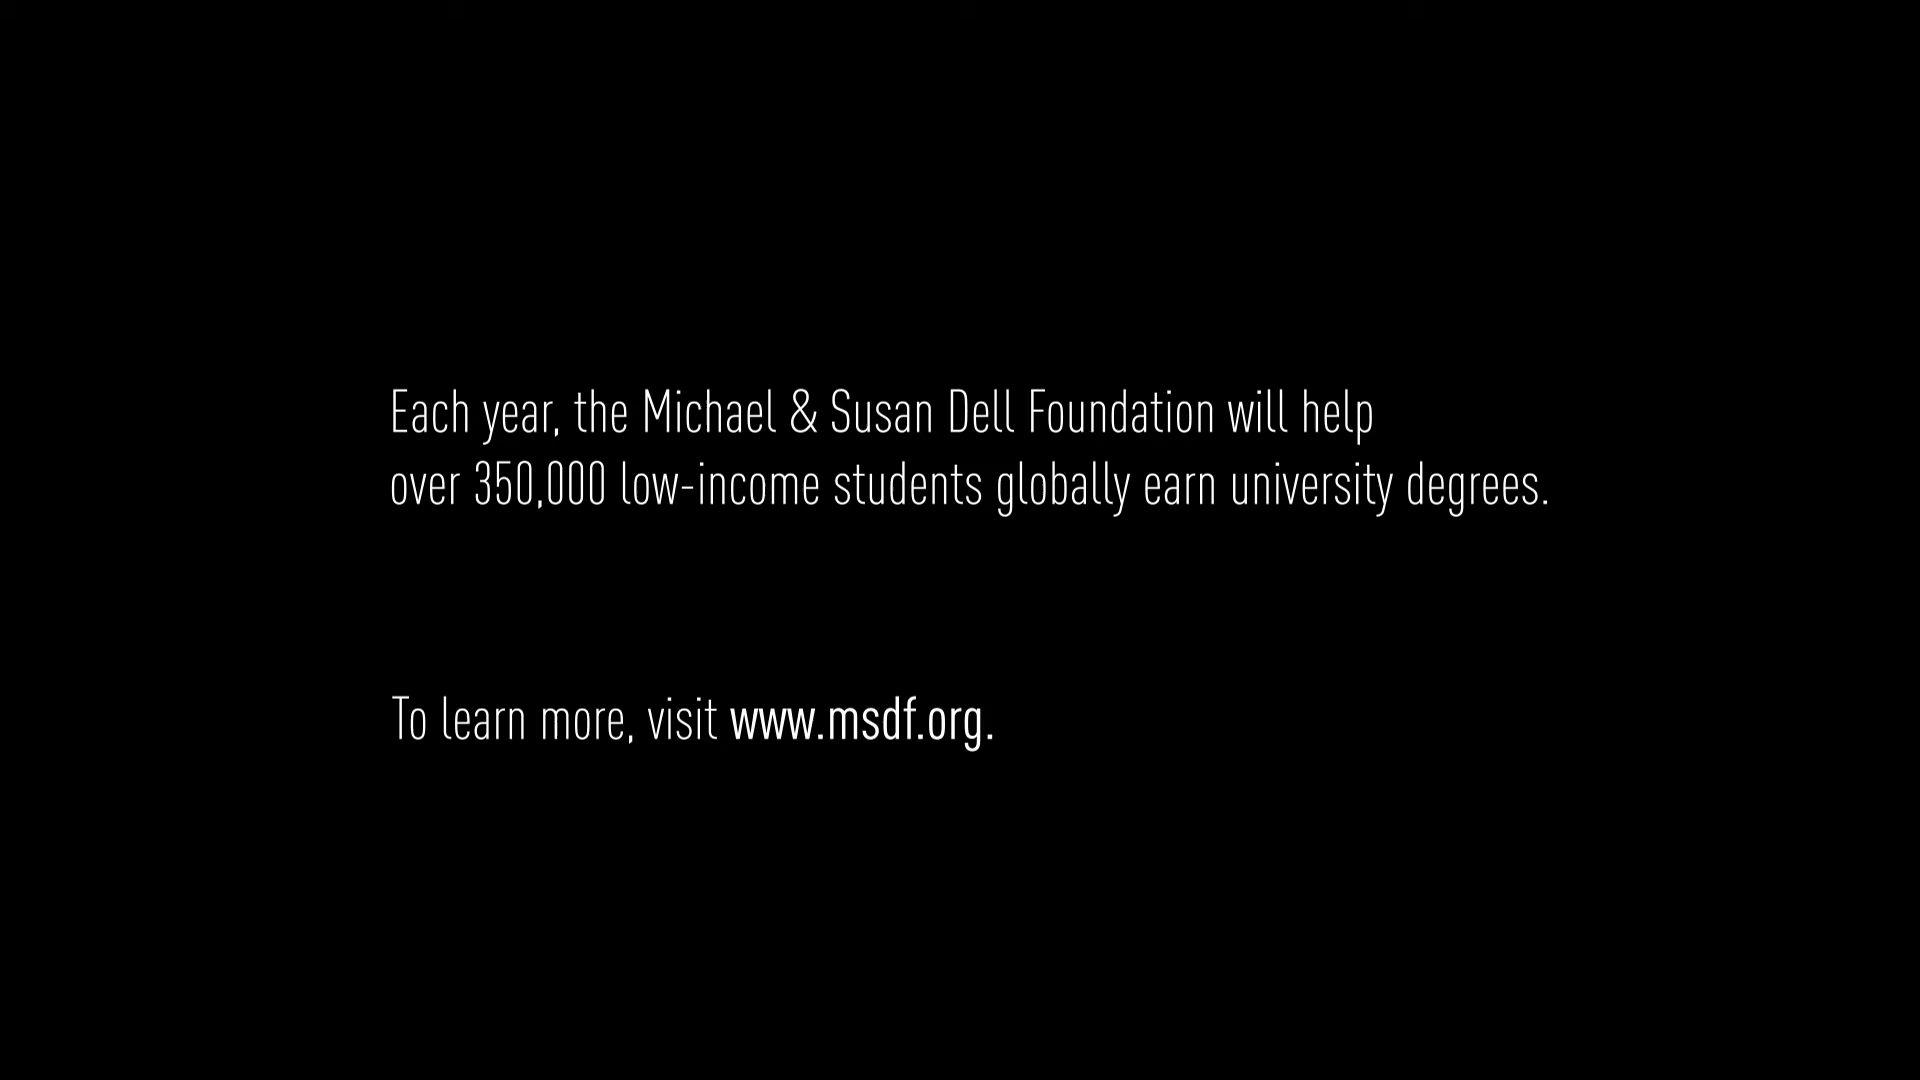 Each year, the Michael & Susan Dell Foundation will help
over 350,000 low-income students globally earn university degrees.
To learn more, visit www.msdf.org.